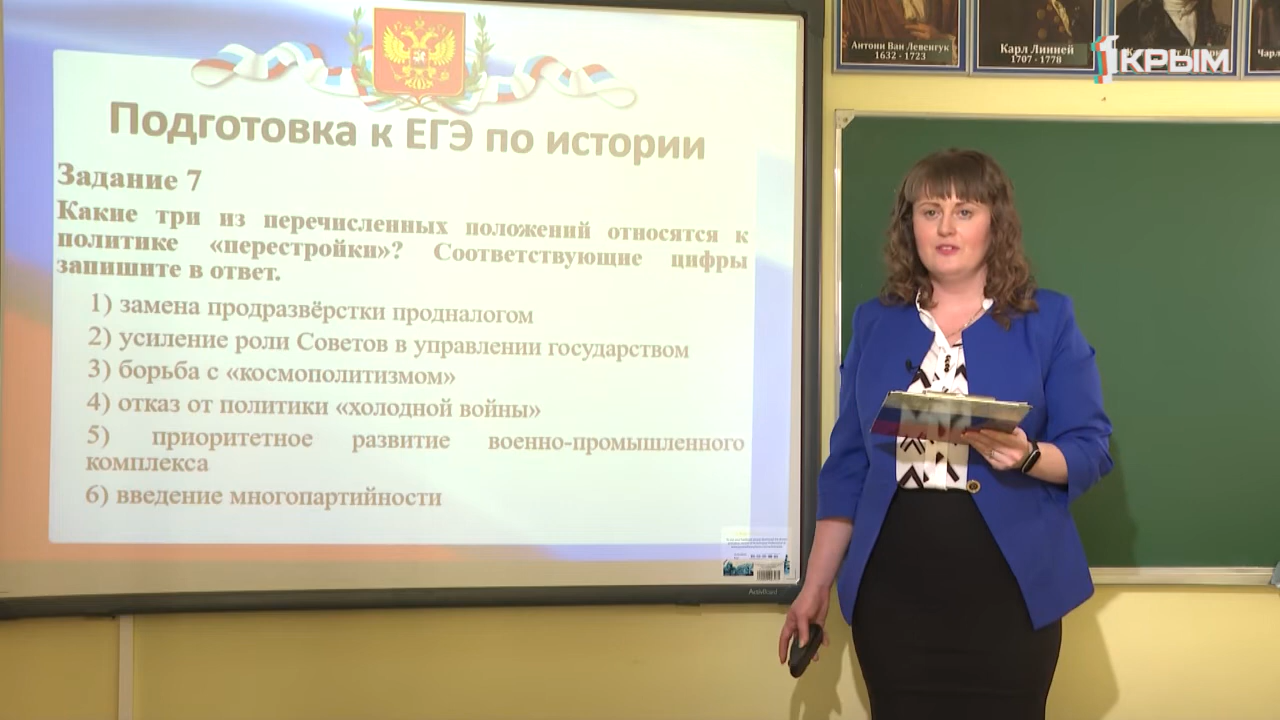 Антони Ван Левенгук
1632 - 1723
Карл Линней
1707 - 1778
1КРЫМ
Подготовка к ЕГЭ по истории
Задание 7
Какие три из перечисленных положений относятся к
политике «перестройки»? Соответствующие цифры
запишите в ответ.
1) замена продразвёрстки продналогом
2) усиление роли Советов в управлении государством
3) борьба с «космополитизмом»
4) отказ от политики «холодной войны»
5) приоритетное развитие военно-промышленного
комплекса
6) введение многопартийности
ActivBoard